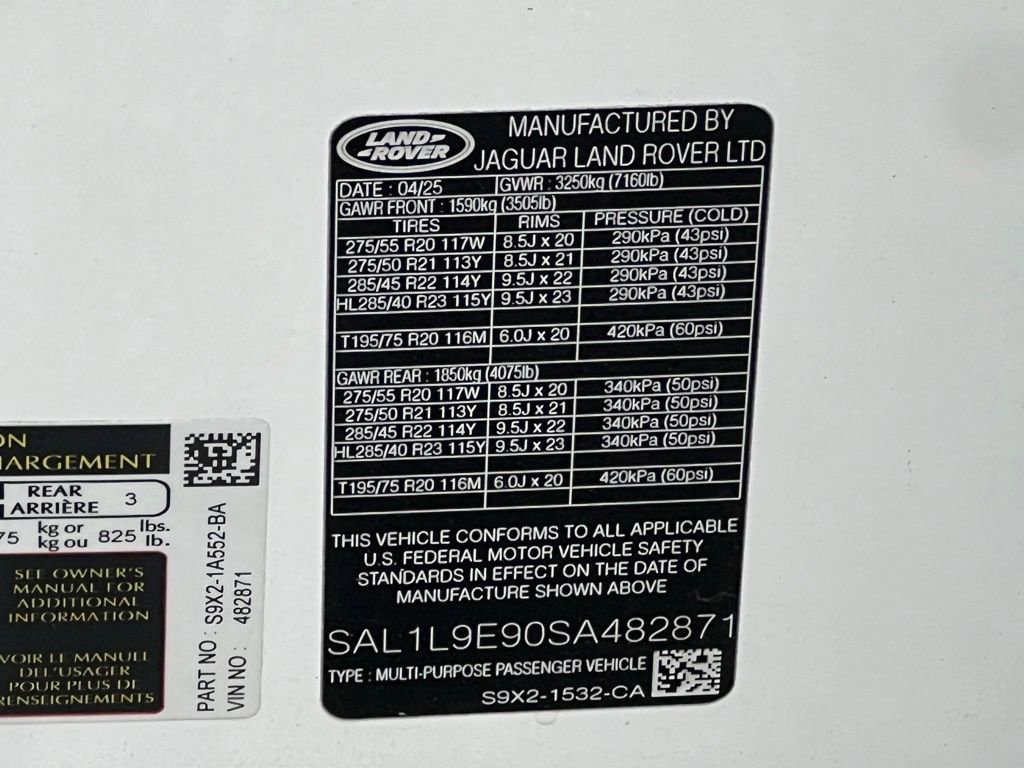 LAND-
-ROVER
MANUFACTURED BY
JAGUAR LAND ROVER LTD
DATE : 04/25 GVWR : 3250kg (7160lb)
GAWR FRONT : 1590kg (3505lb)
TIRES RIMS PRESSURE (COLD)
275/55 R20 117W 8.5J x 20 290kPa (43psi)
275/50 R21 113Y 8.5J x 21 290kPa (43psi)
285/45 R22 114Y 9.5J x 22 290kPa (43psi)
HL285/40 R23 115Y 9.5J x 23 290kPa (43psi)
T195/75 R20 116M 6.0J x 20 420kPa (60psi)
GAWR REAR : 1850kg (4075lb)
275/55 R20 117W 8.5J x 20 340kPa (50psi)
275/50 R21 113Y 8.5J x 21 340kPa (50psi)
285/45 R22 114Y 9.5J x 22 340kPa (50psi)
HL285/40 R23 115Y 9.5J x 23 340kPa (50psi)
T195/75 R20 116M 6.0J x 20 420kPa (60psi)
THIS VEHICLE CONFORMS TO ALL APPLICABLE
U.S. FEDERAL MOTOR VEHICLE SAFETY
STANDARDS IN EFFECT ON THE DATE OF
MANUFACTURE SHOWN ABOVE
SAL1L9E90SA482871
TYPE : MULTI-PURPOSE PASSENGER VEHICLE
S9X2-1532-CA
ON
HARGEMENT
REAR
ARRIÈRE 3
75 kg or 825 lbs.
kg ou lb.
SEE OWNER'S
MANUAL FOR
ADDITIONAL
INFORMATION
VOIR LE MANUEL
DE L'USAGER
POUR PLUS DE
RENSEIGNEMENTS
PART NO : S9X2-1A552-BA
VIN NO : 482871